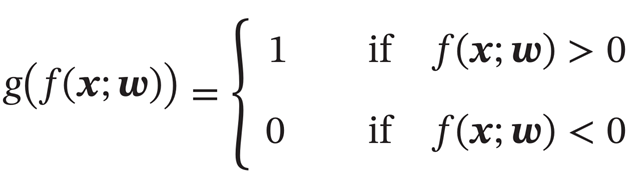 1 if f(x; w) > 0
g(f(x; w)) = {
0 if f(x; w) < 0